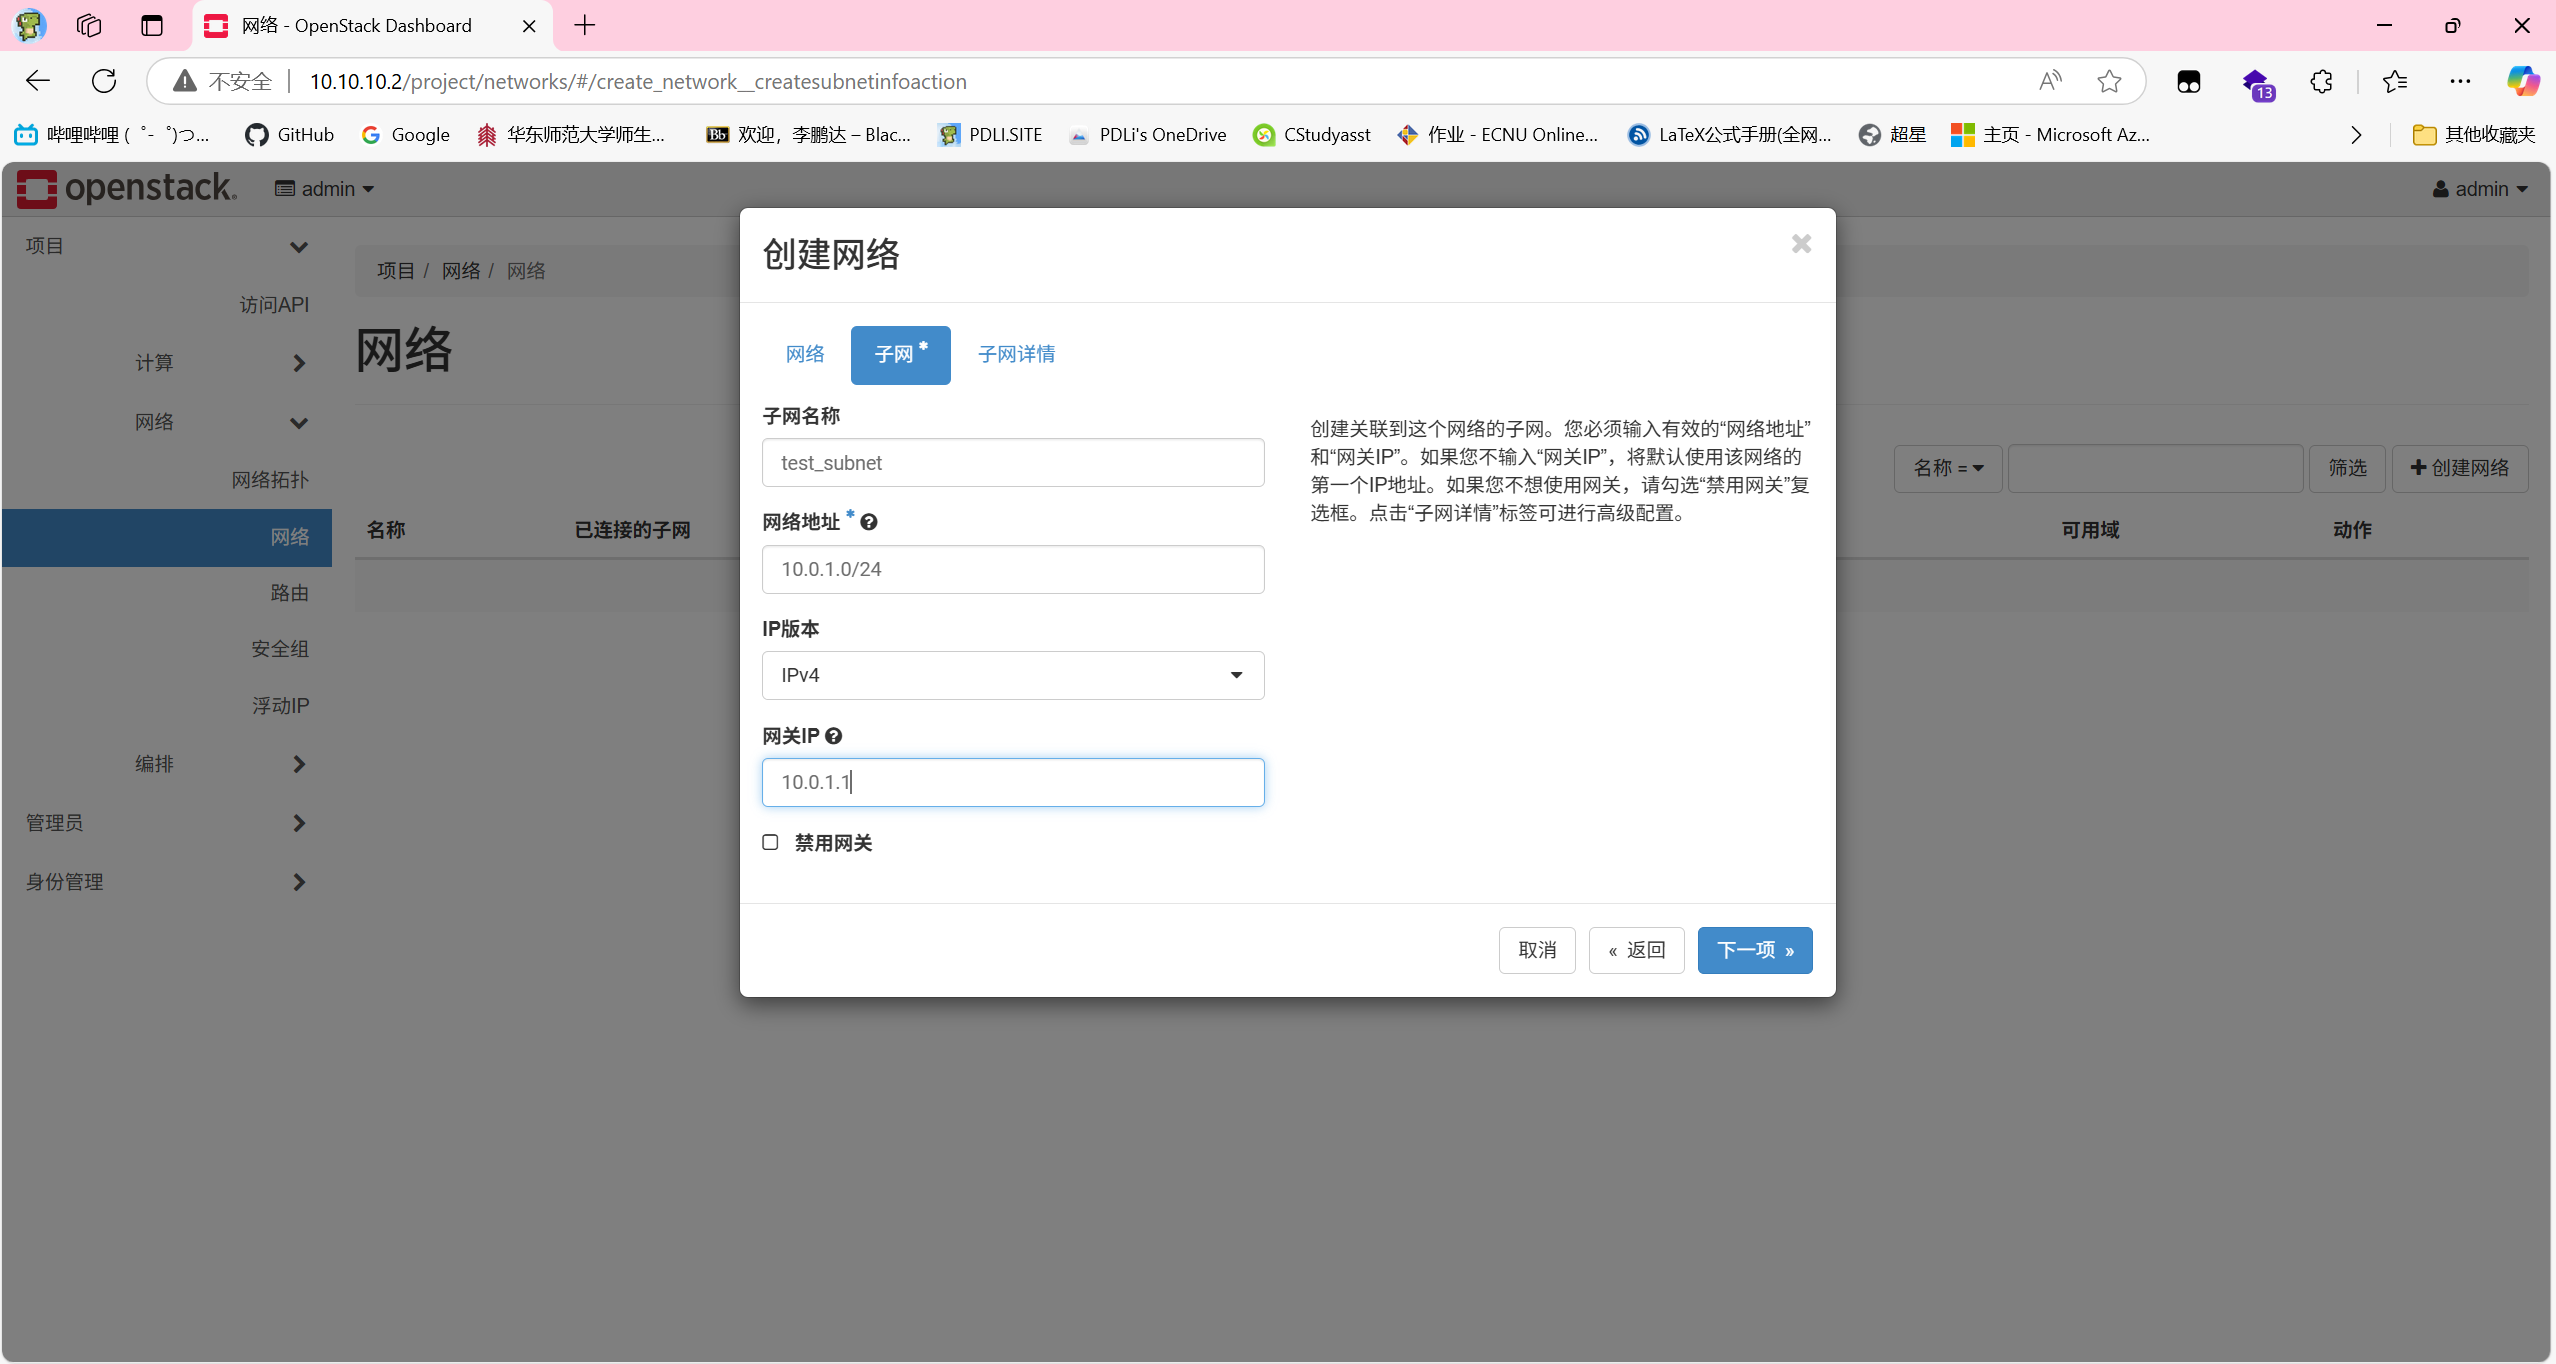 网络 - OpenStack Dashboard
不安全 10.10.10.2/project/networks/#/create_network__createsubnetinfoaction
13
哔哩哔哩 (゜-゜)つ... GitHub Google 华东师范大学师生... Bb 欢迎，李鹏达 – Blac... PDLI.SITE PDLi's OneDrive CStudyasst 作业 - ECNU Online... LaTeX公式手册(全网... 超星 主页 - Microsoft Az... 其他收藏夹
openstack. admin admin
项目
访问API
计算
网络
网络拓扑
网络
路由
安全组
浮动IP
编排
管理员
身份管理
项目 / 网络 / 网络
网络
名称 = 筛选 创建网络
名称 已连接的子网 可用域 动作
创建网络
网络 子网 * 子网详情
子网名称
test_subnet
网络地址 *
10.0.1.0/24
IP版本
IPv4
网关IP
10.0.1.1
禁用网关
创建关联到这个网络的子网。您必须输入有效的“网络地址”
和“网关IP”。如果您不输入“网关IP”，将默认使用该网络的
第一个IP地址。如果您不想使用网关，请勾选“禁用网关”复
选框。点击“子网详情”标签可进行高级配置。
取消 « 返回 下一项 »